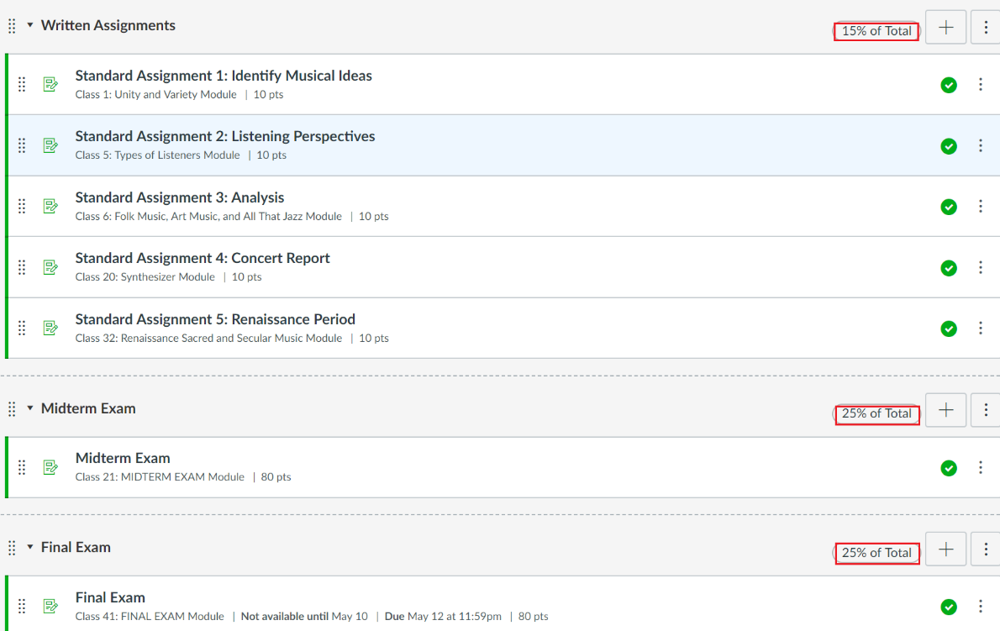 Written Assignments
15% of Total
Standard Assignment 1: Identify Musical Ideas
Class 1: Unity and Variety Module | 10 pts
Standard Assignment 2: Listening Perspectives
Class 5: Types of Listeners Module | 10 pts
Standard Assignment 3: Analysis
Class 6: Folk Music, Art Music, and All That Jazz Module | 10 pts
Standard Assignment 4: Concert Report
Class 20: Synthesizer Module | 10 pts
Standard Assignment 5: Renaissance Period
Class 32: Renaissance Sacred and Secular Music Module | 10 pts
Midterm Exam
25% of Total
Midterm Exam
Class 21: MIDTERM EXAM Module | 80 pts
Final Exam
25% of Total
Final Exam
Class 41: FINAL EXAM Module | Not available until May 10 | Due May 12 at 11:59pm | 80 pts